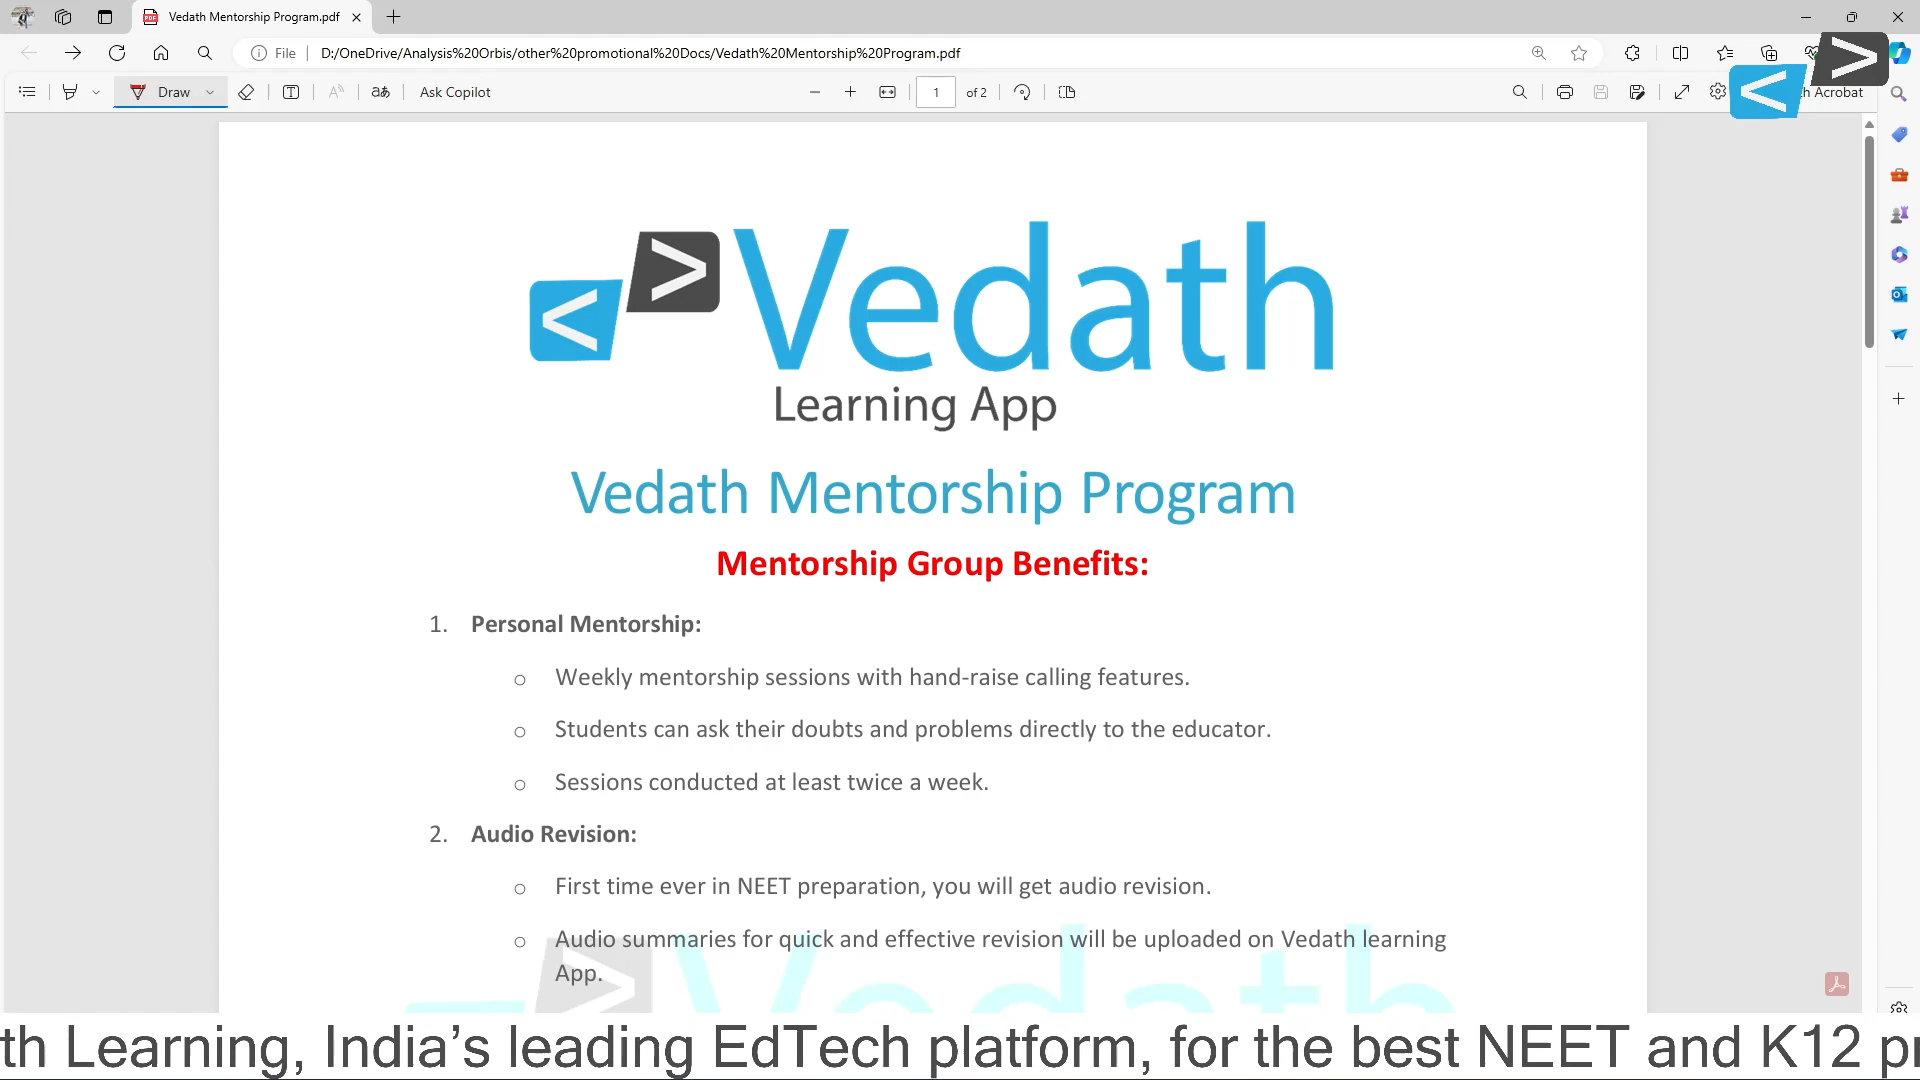 Vedath Mentorship Program.pdf
File
D:/OneDrive/Analysis%20Orbis/other%20promotional%20Docs/Vedath%20Mentorship%20Program.pdf
Draw
aあ
Ask Copilot
1 of 2
h Acrobat
< > Vedath
Learning App
Vedath Mentorship Program
Mentorship Group Benefits:
1. Personal Mentorship:
o Weekly mentorship sessions with hand-raise calling features.
o Students can ask their doubts and problems directly to the educator.
o Sessions conducted at least twice a week.
2. Audio Revision:
o First time ever in NEET preparation, you will get audio revision.
o Audio summaries for quick and effective revision will be uploaded on Vedath learning
App.
Vedath
th Learning, India’s leading EdTech platform, for the best NEET and K12 pr